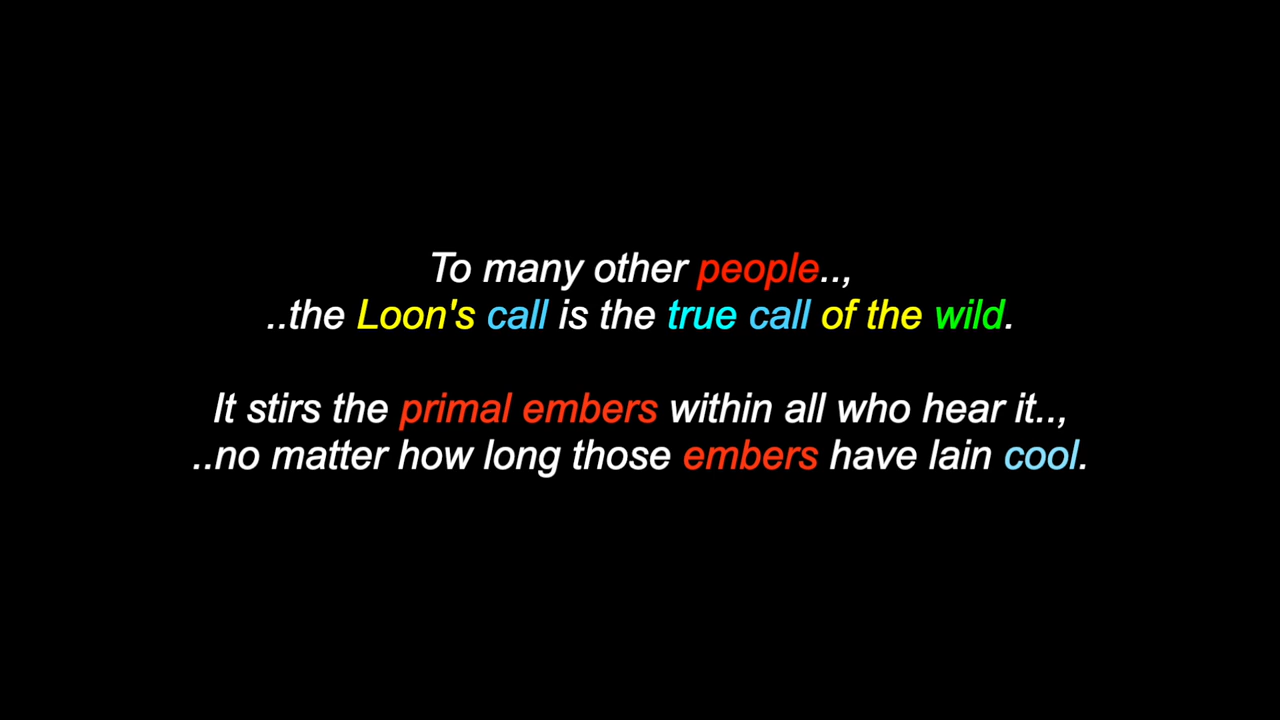 To many other people..,
..the Loon's call is the true call of the wild.
It stirs the primal embers within all who hear it..,
..no matter how long those embers have lain cool.